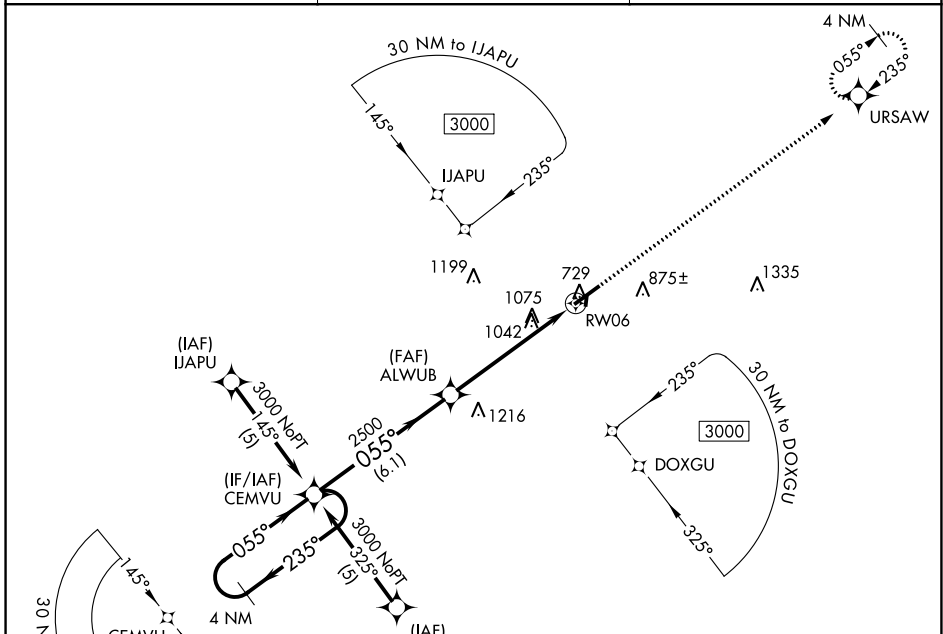 4 NM
055°
235°
URSAW
30 NM to IJAPU
145°
3000
235°
IJAPU
1199
729
875±
1335
1075
1042
RW06
(IAF)
IJAPU
3000 NoPT
145°
(5)
(FAF)
ALWUB
1216
2500
055°
(6.1)
(IF/IAF)
CEMVU
055°
235°
4 NM
3000 NoPT
325°
(5)
(IAF)
235°
30 NM to DOXGU
3000
DOXGU
325°
145°
30 N
CEMVU